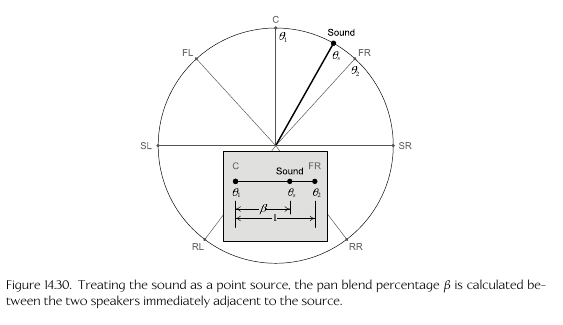 C
Sound
θ₁
FL
FR
θₛ
θ₂
SL
SR
C
Sound
FR
θ₁
θₛ
θ₂
β
1
RL
RR
Figure 14.30. Treating the sound as a point source, the pan blend percentage β is calculated be-
tween the two speakers immediately adjacent to the source.